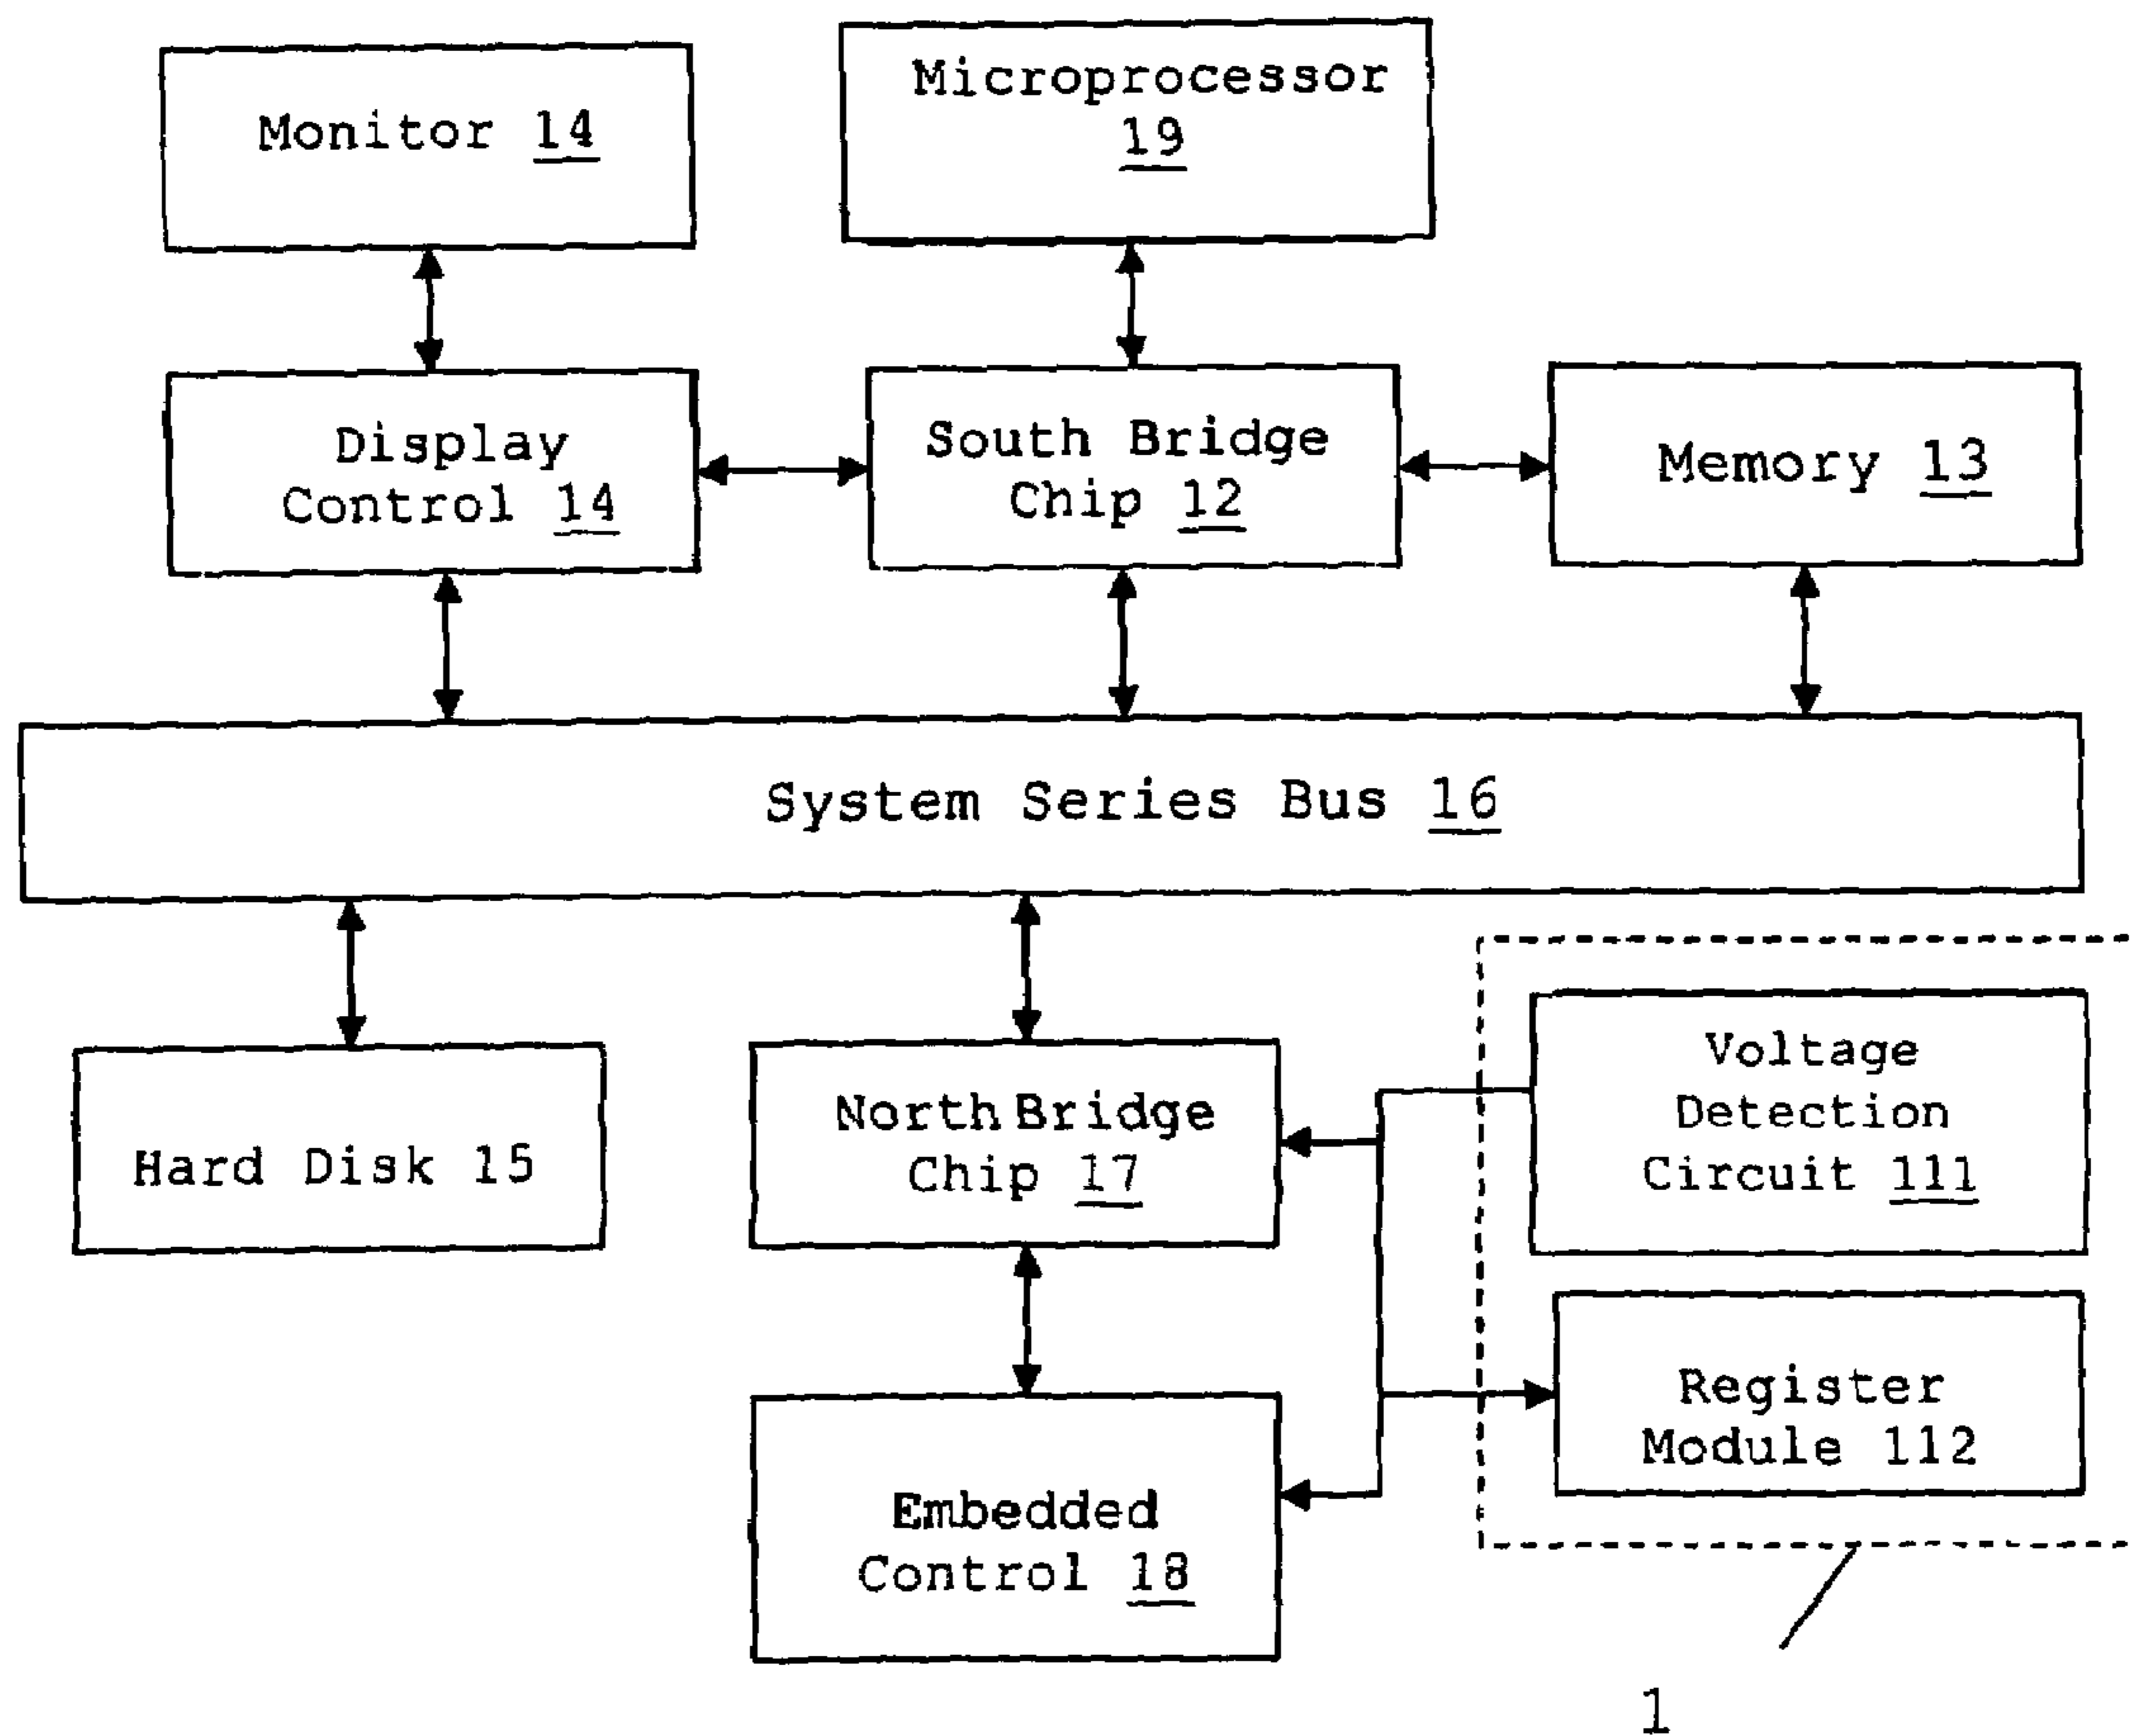 Monitor 14
Microprocessor
19
Display
Control 14
South Bridge
Chip 12
Memory 13
System Series Bus 16
Hard Disk 15
North Bridge
Chip 17
Voltage
Detection
Circuit 111
Register
Module 112
Embedded
Control 18
1